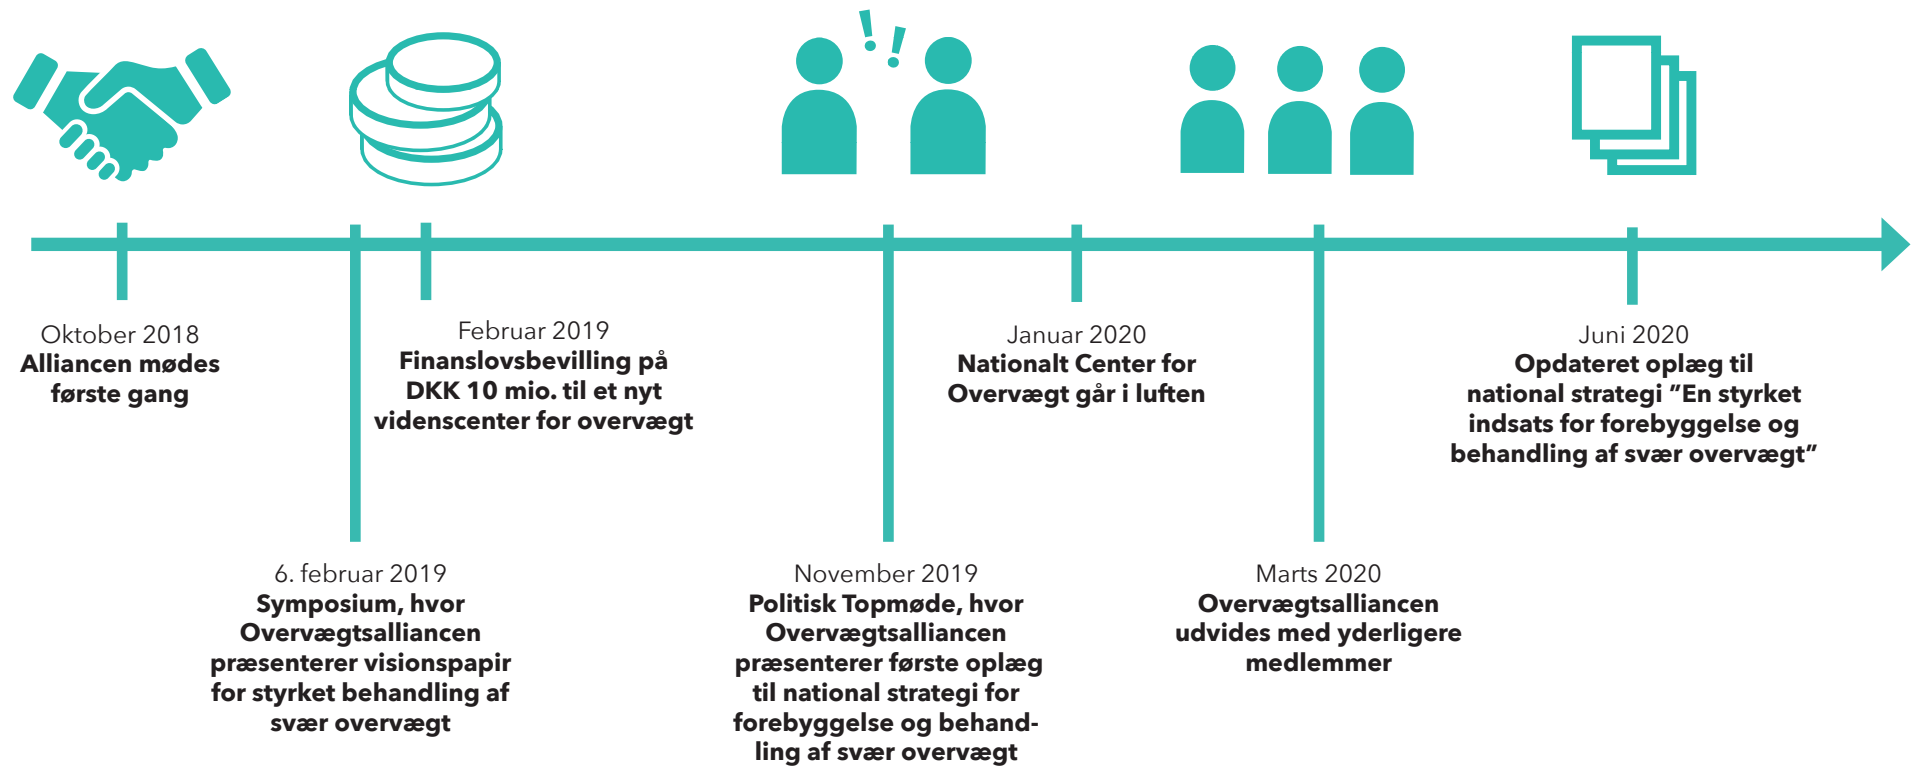 Oktober 2018
Alliancen mødes
første gang
6. februar 2019
Symposium, hvor
Overvægtsalliancen
præsenterer visionspapir
for styrket behandling af
svær overvægt
Februar 2019
Finanslovsbevilling på
DKK 10 mio. til et nyt
videnscenter for overvægt
November 2019
Politisk Topmøde, hvor
Overvægtsalliancen
præsenterer første oplæg
til national strategi for
forebyggelse og behand-
ling af svær overvægt
Januar 2020
Nationalt Center for
Overvægt går i luften
Marts 2020
Overvægtsalliancen
udvides med yderligere
medlemmer
Juni 2020
Opdateret oplæg til
national strategi ”En styrket
indsats for forebyggelse og
behandling af svær overvægt”